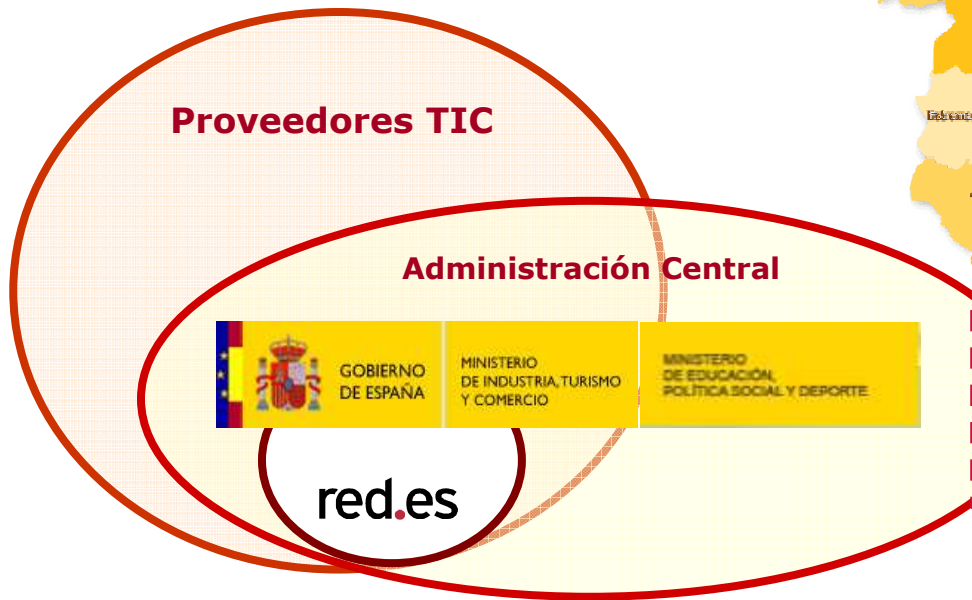 Proveedores TIC
Administración Central
GOBIERNO
DE ESPAÑA
MINISTERIO
DE INDUSTRIA, TURISMO
Y COMERCIO
MINISTERIO
DE EDUCACIÓN,
POLÍTICA SOCIAL Y DEPORTE
red.es